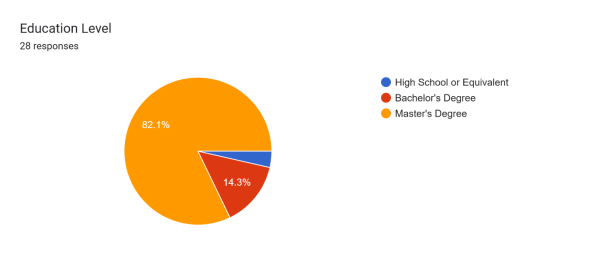 Education Level
28 responses
High School or Equivalent
Bachelor's Degree
Master's Degree
82.1%
14.3%